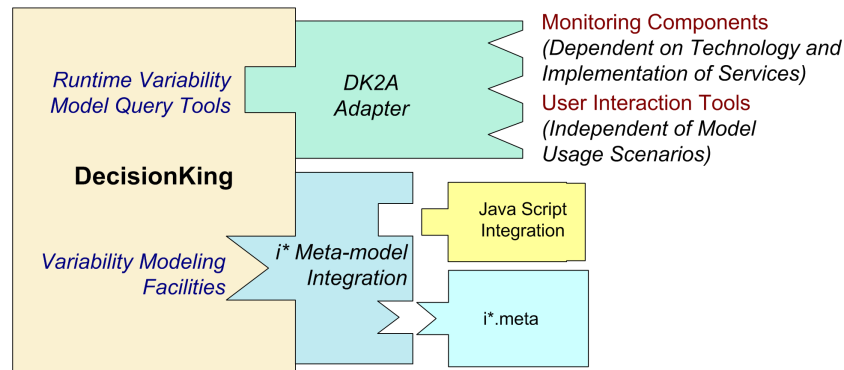 Runtime Variability
Model Query Tools
DecisionKing
Variability Modeling
Facilities
DK2A
Adapter
Monitoring Components
(Dependent on Technology and
Implementation of Services)
User Interaction Tools
(Independent of Model
Usage Scenarios)
i* Meta-model
Integration
Java Script
Integration
i*.meta